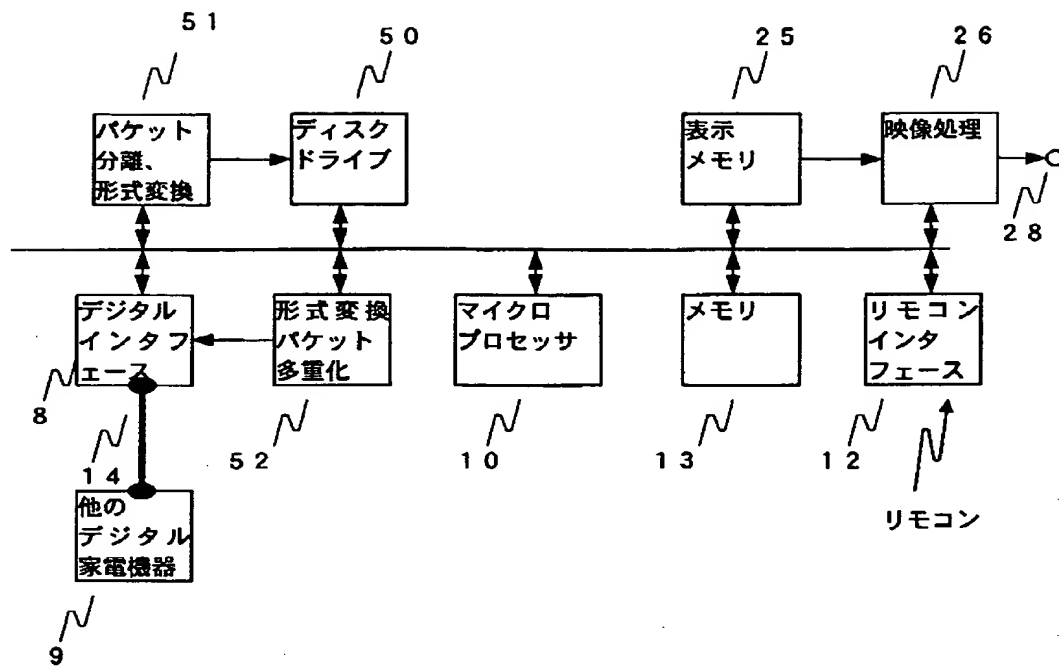 51
50
25
26
パケット
分離、
形式変換
ディスク
ドライブ
表示
メモリ
映像処理
28
デジタル
インタフ
ェース
形式変換
パケット
多重化
マイクロ
プロセッサ
メモリ
リモコン
インタ
フェース
8
14
52
10
13
12
他の
デジタル
家電機器
リモコン
9